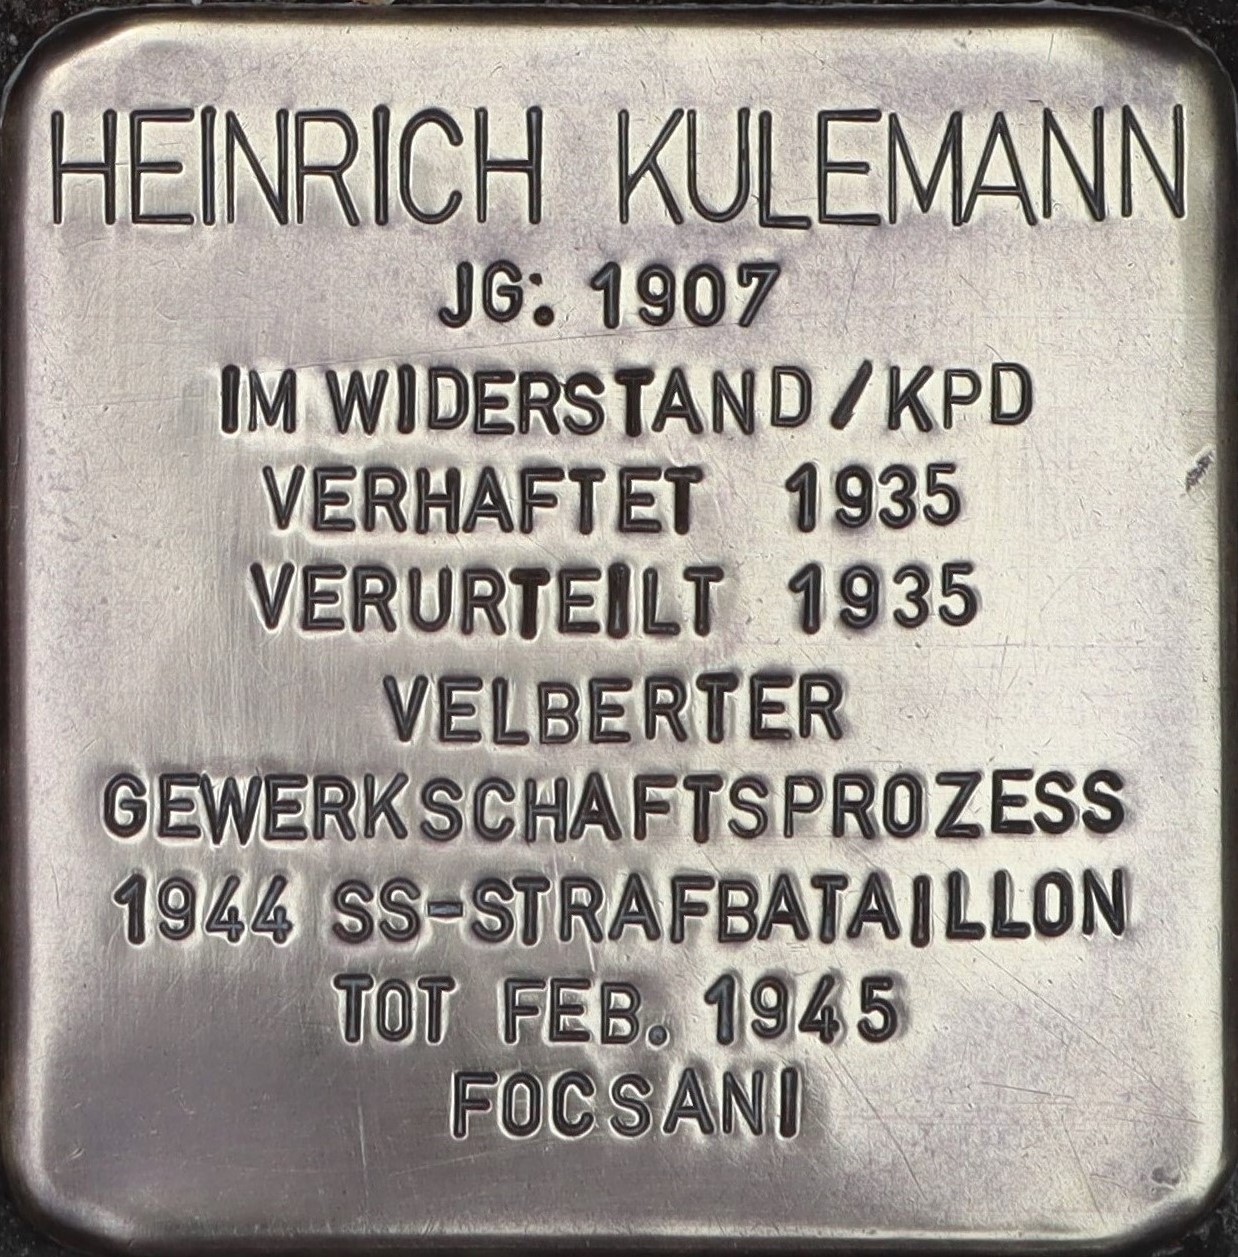 HEINRICH KULEMANN
JG. 1907
IM WIDERSTAND / KPD
VERHAFTET 1935
VERURTEILT 1935
VELBERTER
GEWERKSCHAFTSPROZESS
1944 SS-STRAFBATAILLON
TOT FEB. 1945
FOCSANI